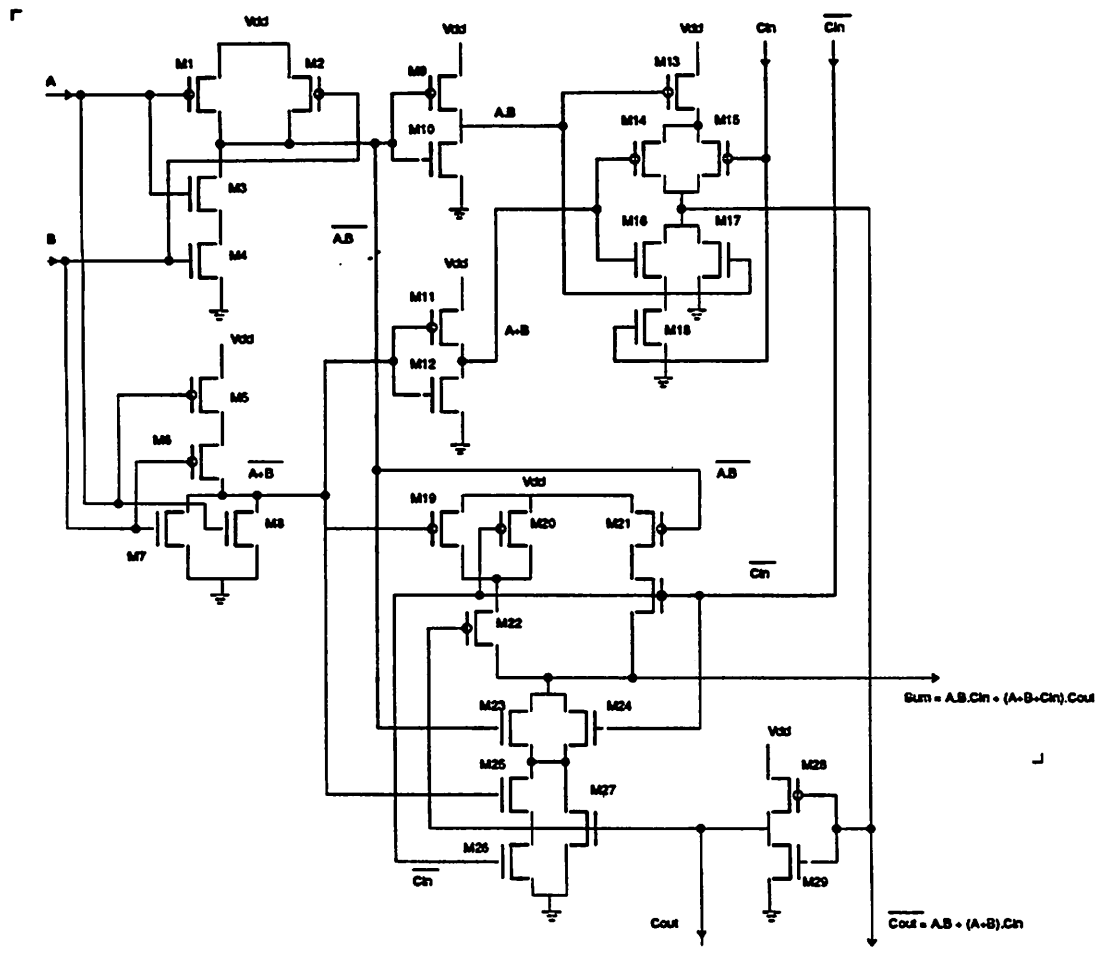 Vdd
Vdd
Vdd
Cin
Cin
A
M1
M2
M9
M13
M10
A.B
M14
M15
M3
B
A.B
M16
M17
M4
Vdd
M11
A+B
M18
Vdd
M12
M5
M6
A+B
A.B
M19
Vdd
M20
M21
M8
M7
Cin
M22
Sum = A.B.Cin + (A+B+Cin).Cout
M23
M24
Vdd
M25
M27
M28
M26
Cin
M29
Cout
Cout = A.B + (A+B).Cin